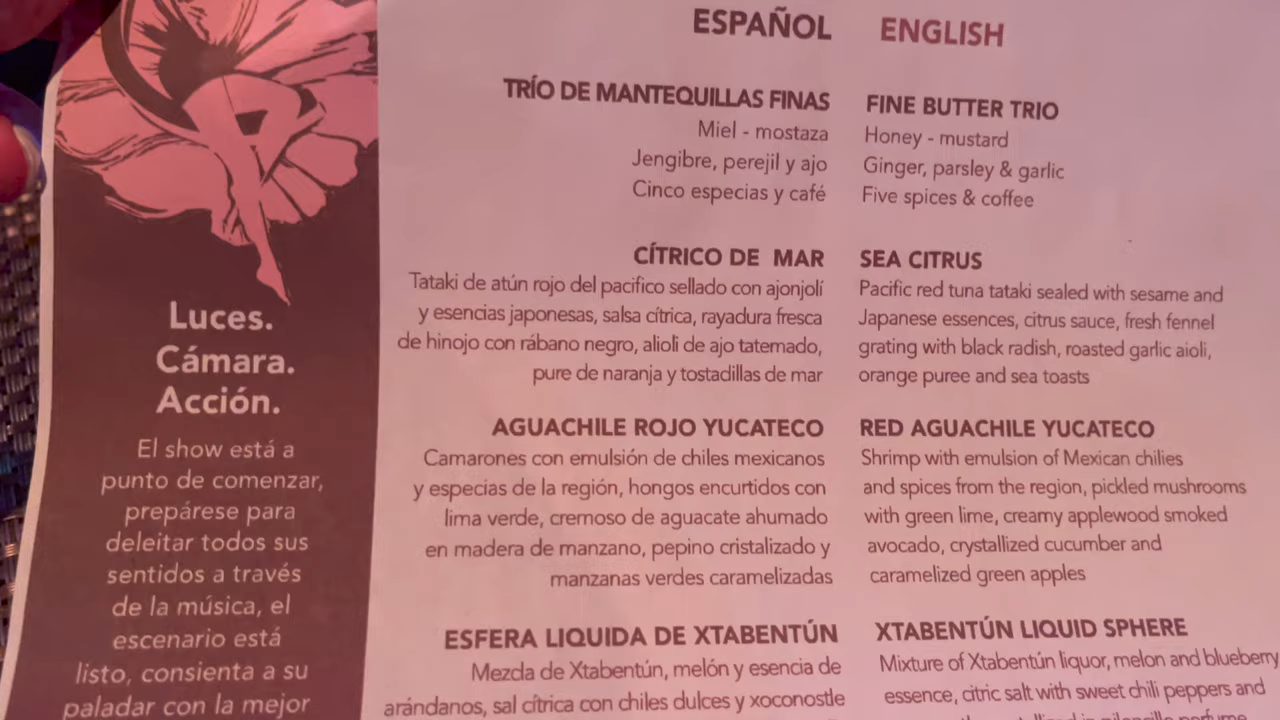 Luces.
Cámara.
Acción.
El show está a
punto de comenzar,
prepárese para
deleitar todos sus
sentidos a través
de la música, el
escenario está
listo, consienta a su
paladar con la mejor
ESPAÑOL
TRÍO DE MANTEQUILLAS FINAS
Miel - mostaza
Jengibre, perejil y ajo
Cinco especias y café
CÍTRICO DE MAR
Tataki de atún rojo del pacifico sellado con ajonjolí
y esencias japonesas, salsa cítrica, rayadura fresca
de hinojo con rábano negro, alioli de ajo tatemado,
pure de naranja y tostadillas de mar
AGUACHILE ROJO YUCATECO
Camarones con emulsión de chiles mexicanos
y especias de la región, hongos encurtidos con
lima verde, cremoso de aguacate ahumado
en madera de manzano, pepino cristalizado y
manzanas verdes caramelizadas
ESFERA LIQUIDA DE XTABENTÚN
Mezcla de Xtabentún, melón y esencia de
arándanos, sal cítrica con chiles dulces y xoconostle
ENGLISH
FINE BUTTER TRIO
Honey - mustard
Ginger, parsley & garlic
Five spices & coffee
SEA CITRUS
Pacific red tuna tataki sealed with sesame and
Japanese essences, citrus sauce, fresh fennel
grating with black radish, roasted garlic aioli,
orange puree and sea toasts
RED AGUACHILE YUCATECO
Shrimp with emulsion of Mexican chilies
and spices from the region, pickled mushrooms
with green lime, creamy applewood smoked
avocado, crystallized cucumber and
caramelized green apples
XTABENTÚN LIQUID SPHERE
Mixture of Xtabentún liquor, melon and blueberry
essence, citric salt with sweet chili peppers and